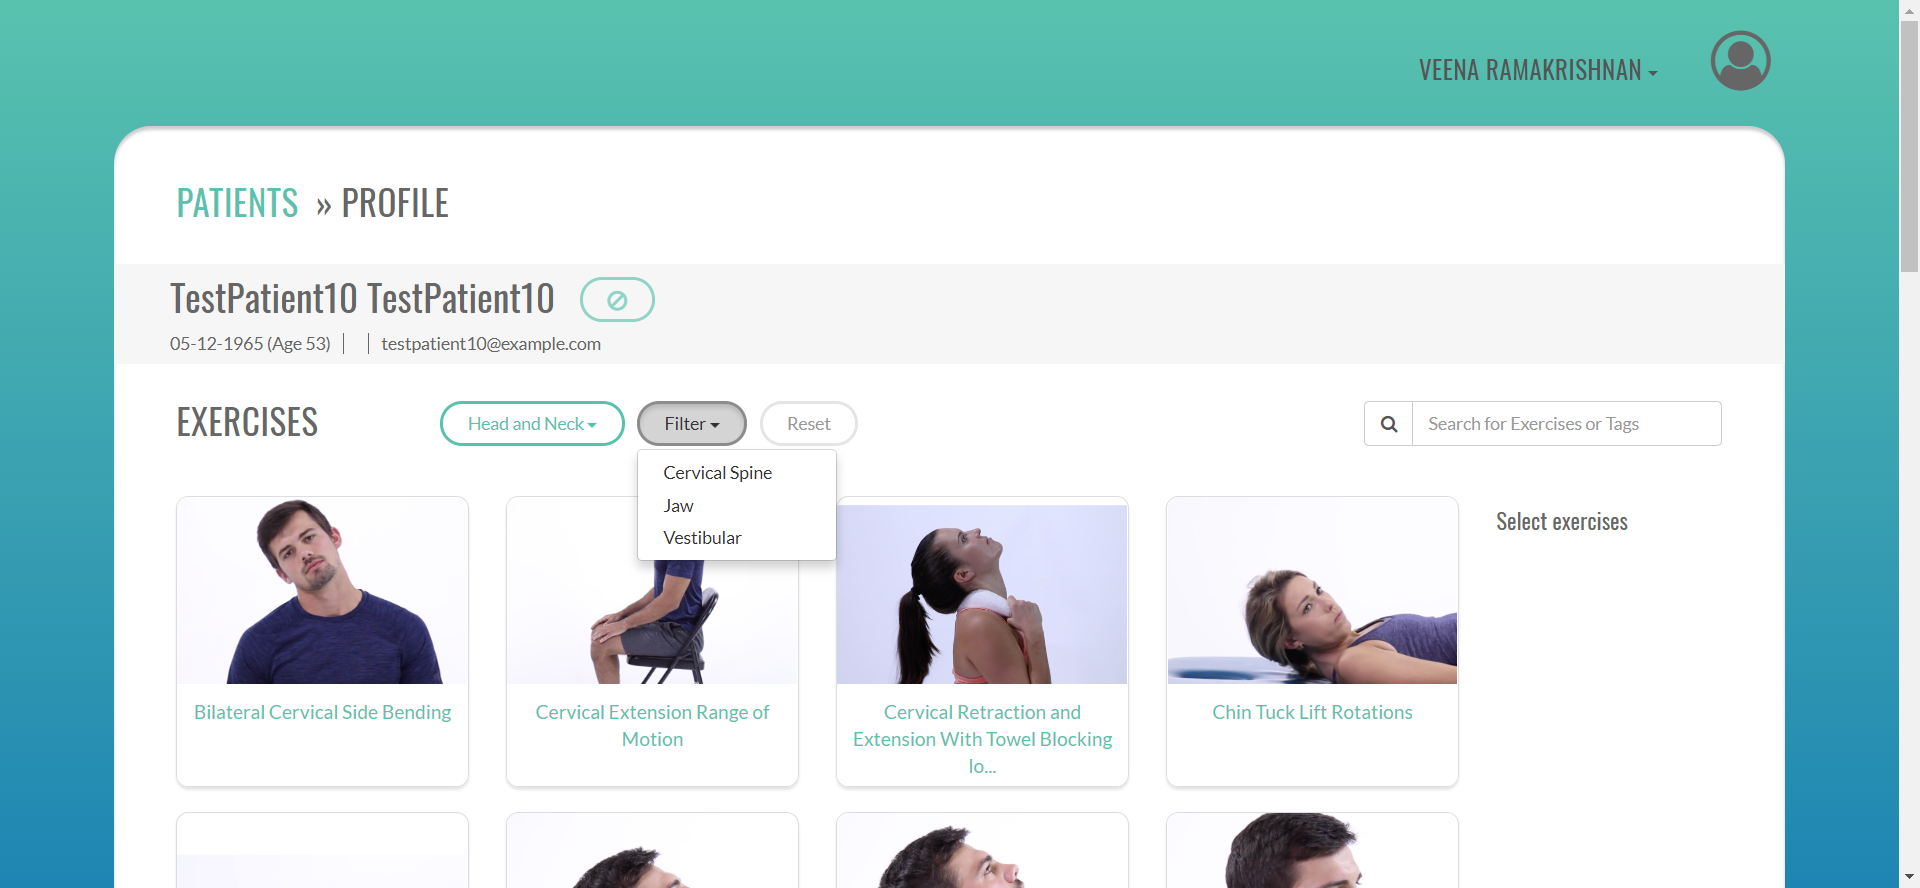 VEENA RAMAKRISHNAN
PATIENTS » PROFILE
TestPatient10 TestPatient10
05-12-1965 (Age 53) | | testpatient10@example.com
EXERCISES
Head and Neck
Filter
Reset
Search for Exercises or Tags
Cervical Spine
Jaw
Vestibular
Select exercises
Bilateral Cervical Side Bending
Cervical Extension Range of
Motion
Cervical Retraction and
Extension With Towel Blocking
lo...
Chin Tuck Lift Rotations